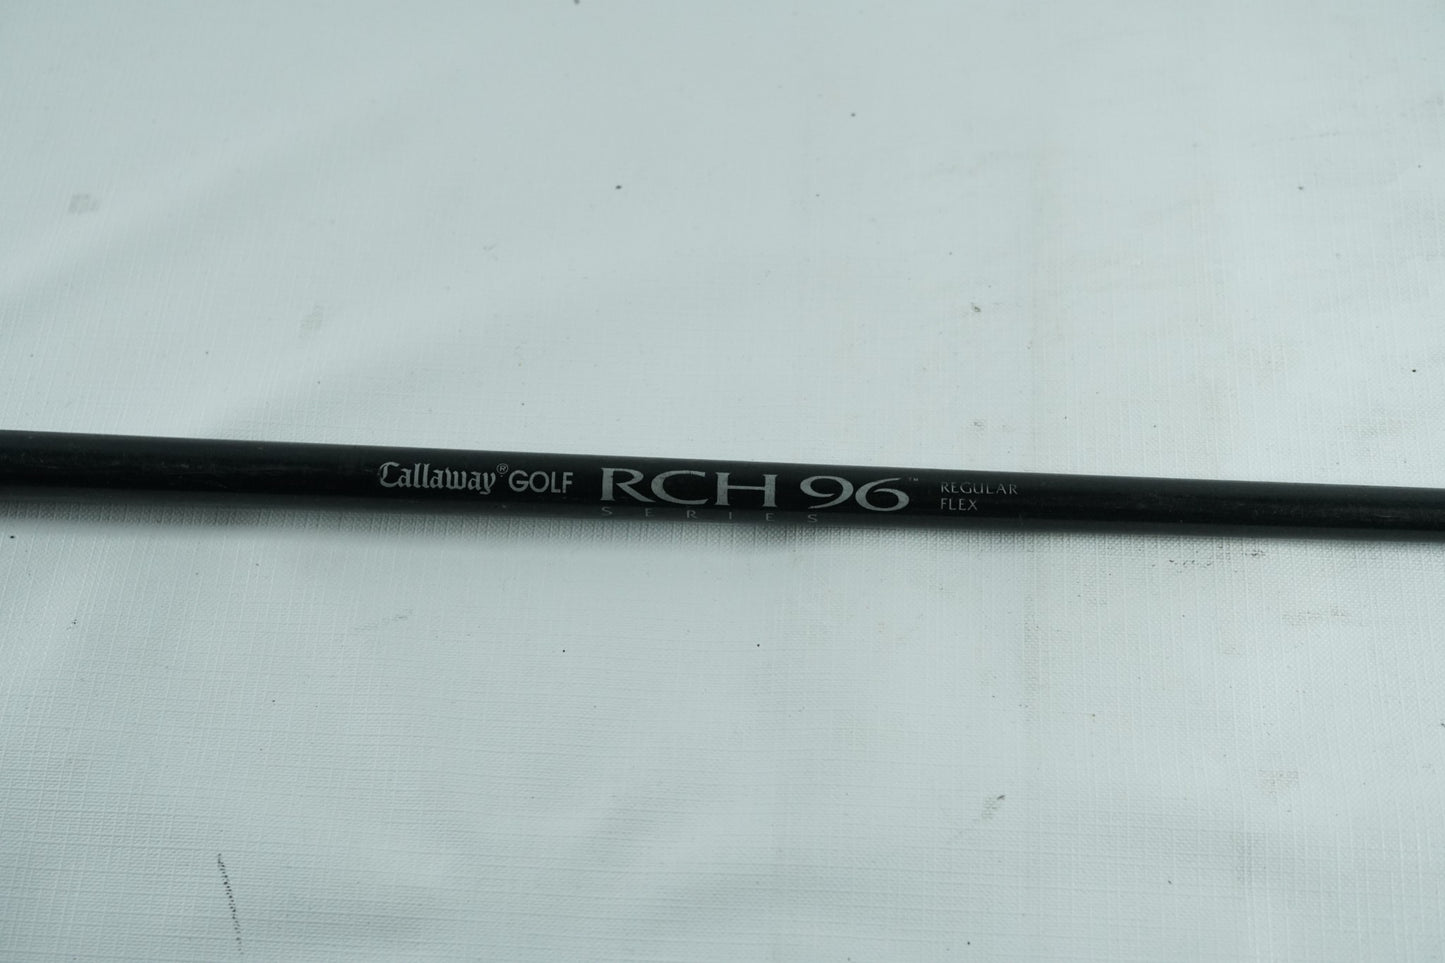 Callaway® GOLF RCH 96™ REGULAR
SERIES FLEX